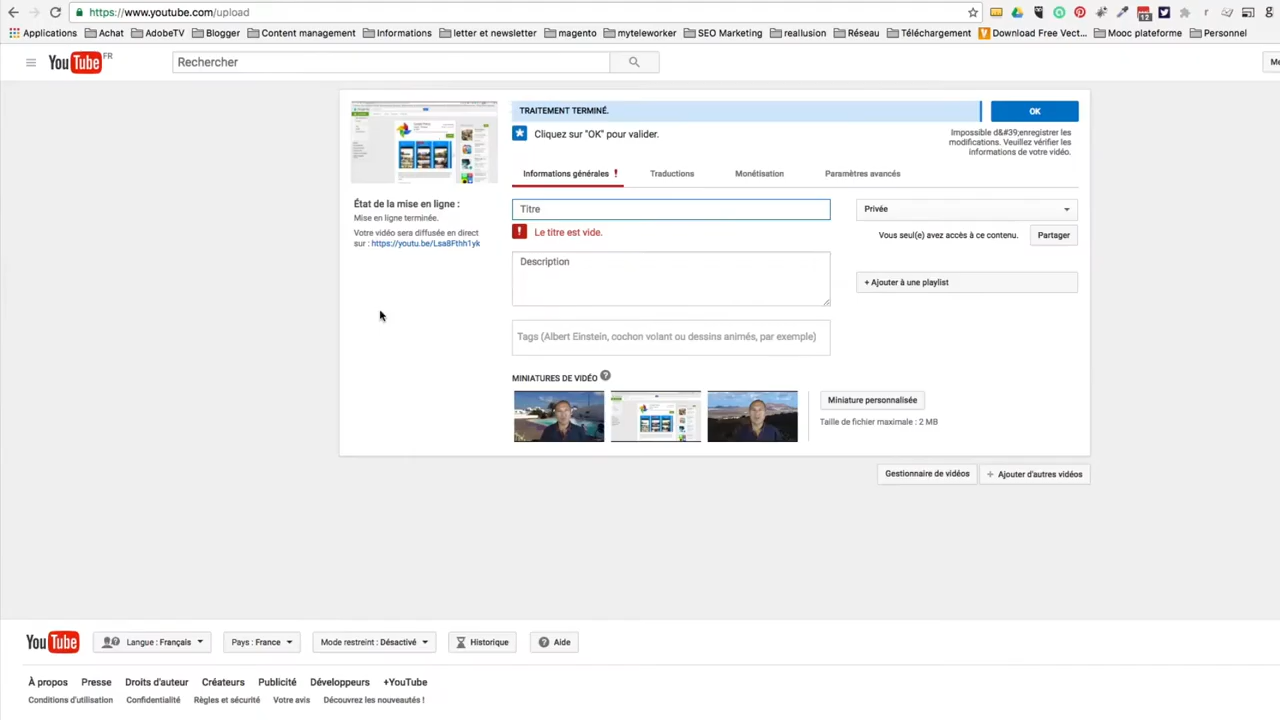 https://www.youtube.com/upload
12
Applications Achat AdobeTV Blogger Content management Informations letter et newsletter magento myteleworker SEO Marketing reallusion Réseau Téléchargement Download Free Vect... Mooc plateforme Personnel
YouTube FR
Rechercher
TRAITEMENT TERMINÉ.
OK
Cliquez sur "OK" pour valider.
Impossible d&#39;enregistrer les
modifications. Veuillez vérifier les
informations de votre vidéo.
Informations générales ! Traductions Monétisation Paramètres avancés
État de la mise en ligne :
Mise en ligne terminée.
Votre vidéo sera diffusée en direct
sur : https://youtu.be/Lsa8Fthh1yk
Titre
! Le titre est vide.
Description
Tags (Albert Einstein, cochon volant ou dessins animés, par exemple)
Privée
Vous seul(e) avez accès à ce contenu. Partager
+ Ajouter à une playlist
MINIATURES DE VIDÉO ?
Miniature personnalisée
Taille de fichier maximale : 2 MB
Gestionnaire de vidéos + Ajouter d'autres vidéos
YouTube Langue : Français Pays : France Mode restreint : Désactivé Historique ? Aide
À propos Presse Droits d'auteur Créateurs Publicité Développeurs +YouTube
Conditions d'utilisation Confidentialité Règles et sécurité Votre avis Découvrez les nouveautés !